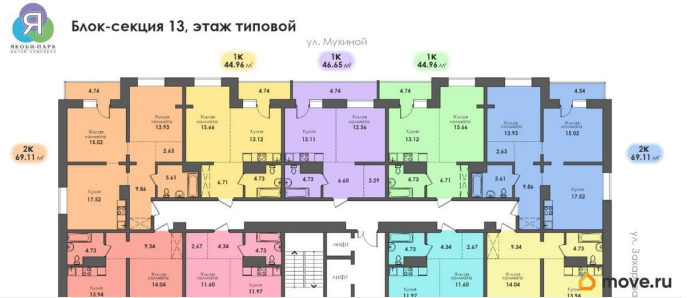 Я
ЯКОБИ-ПАРК
Блок-секция 13, этаж типовой
ул. Мухиной
1К
44.96 м²
1К
46.65 м²
1К
44.96 м²
4.74 4.74 4.74 4.74 4.54
Жилая комната 15.02
Жилая комната 13.93
Жилая комната 15.66
Кухня 13.12
Кухня 13.11
Жилая комната 12.56
Кухня 13.12
Жилая комната 15.66
Жилая комната 13.93
Жилая комната 15.02
2К
69.11 м²
2.63
2.63
2К
69.11 м²
Кухня 17.52
9.86
5.61
6.71
4.73
4.73
6.60
3.29
4.73
6.71
5.61
9.86
Кухня 17.52
ул. Захарова
4.73
9.34
2.67
4.34
4.73
лифт
4.73
4.34
2.67
9.34
4.73
Кухня 13.94
Жилая комната 14.04
Жилая комната 11.60
Кухня 11.97
лифт
Кухня 11.97
Жилая комната 11.60
Жилая комната 14.04
Кухня 13.94
move.ru